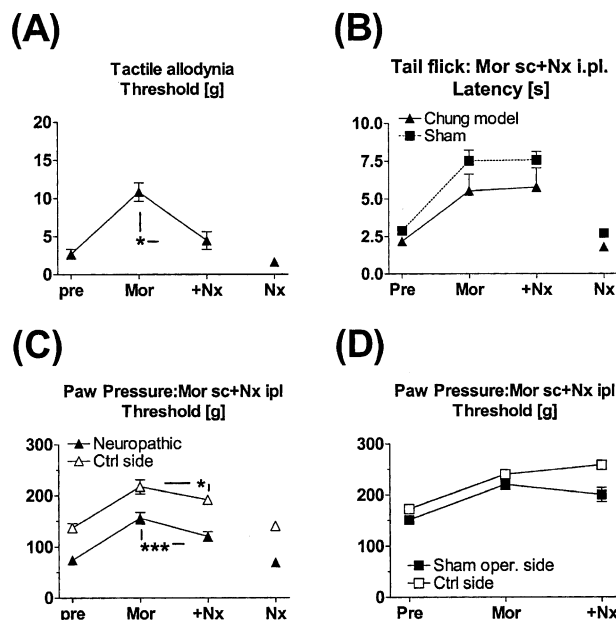 (A)
Tactile allodynia
Threshold [g]
20
15
10
5
0
*
pre Mor +Nx Nx
(B)
Tail flick: Mor sc+Nx i.pl.
Latency [s]
Chung model
Sham
10.0
7.5
5.0
2.5
0.0
Pre Mor +Nx Nx
(C)
Paw Pressure:Mor sc+Nx ipl
Threshold [g]
Neuropathic
Ctrl side
300
200
100
0
*
***
pre Mor +Nx Nx
(D)
Paw Pressure:Mor sc+Nx ipl
Threshold [g]
300
200
100
0
Sham oper. side
Ctrl side
Pre Mor +Nx